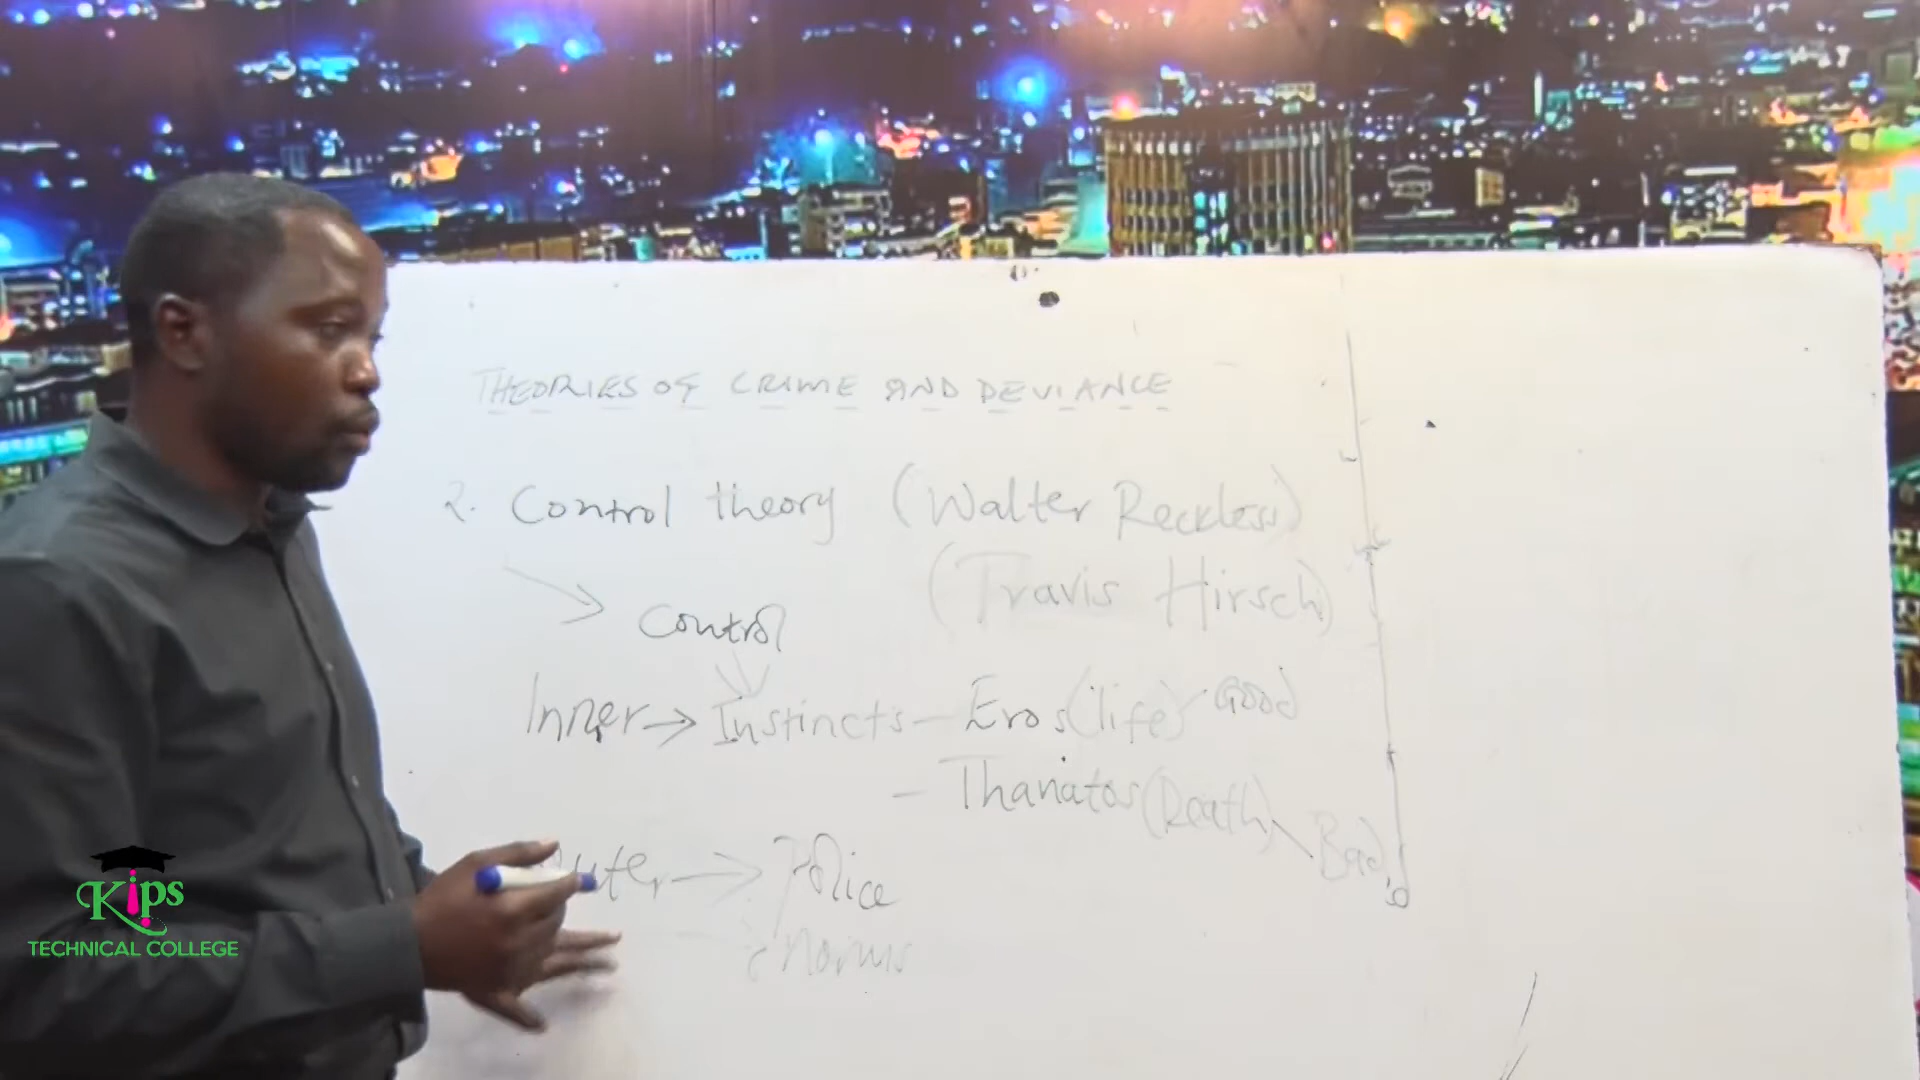 THEORIES OF CRIME AND DEVIANCE
2. Control theory (Walter Reckless)
(Travis Hirsch)
Control
Inner → Instincts - Eros (life) Good
- Thanatos (Death) Bad
→ Police
Norms
Kips
TECHNICAL COLLEGE